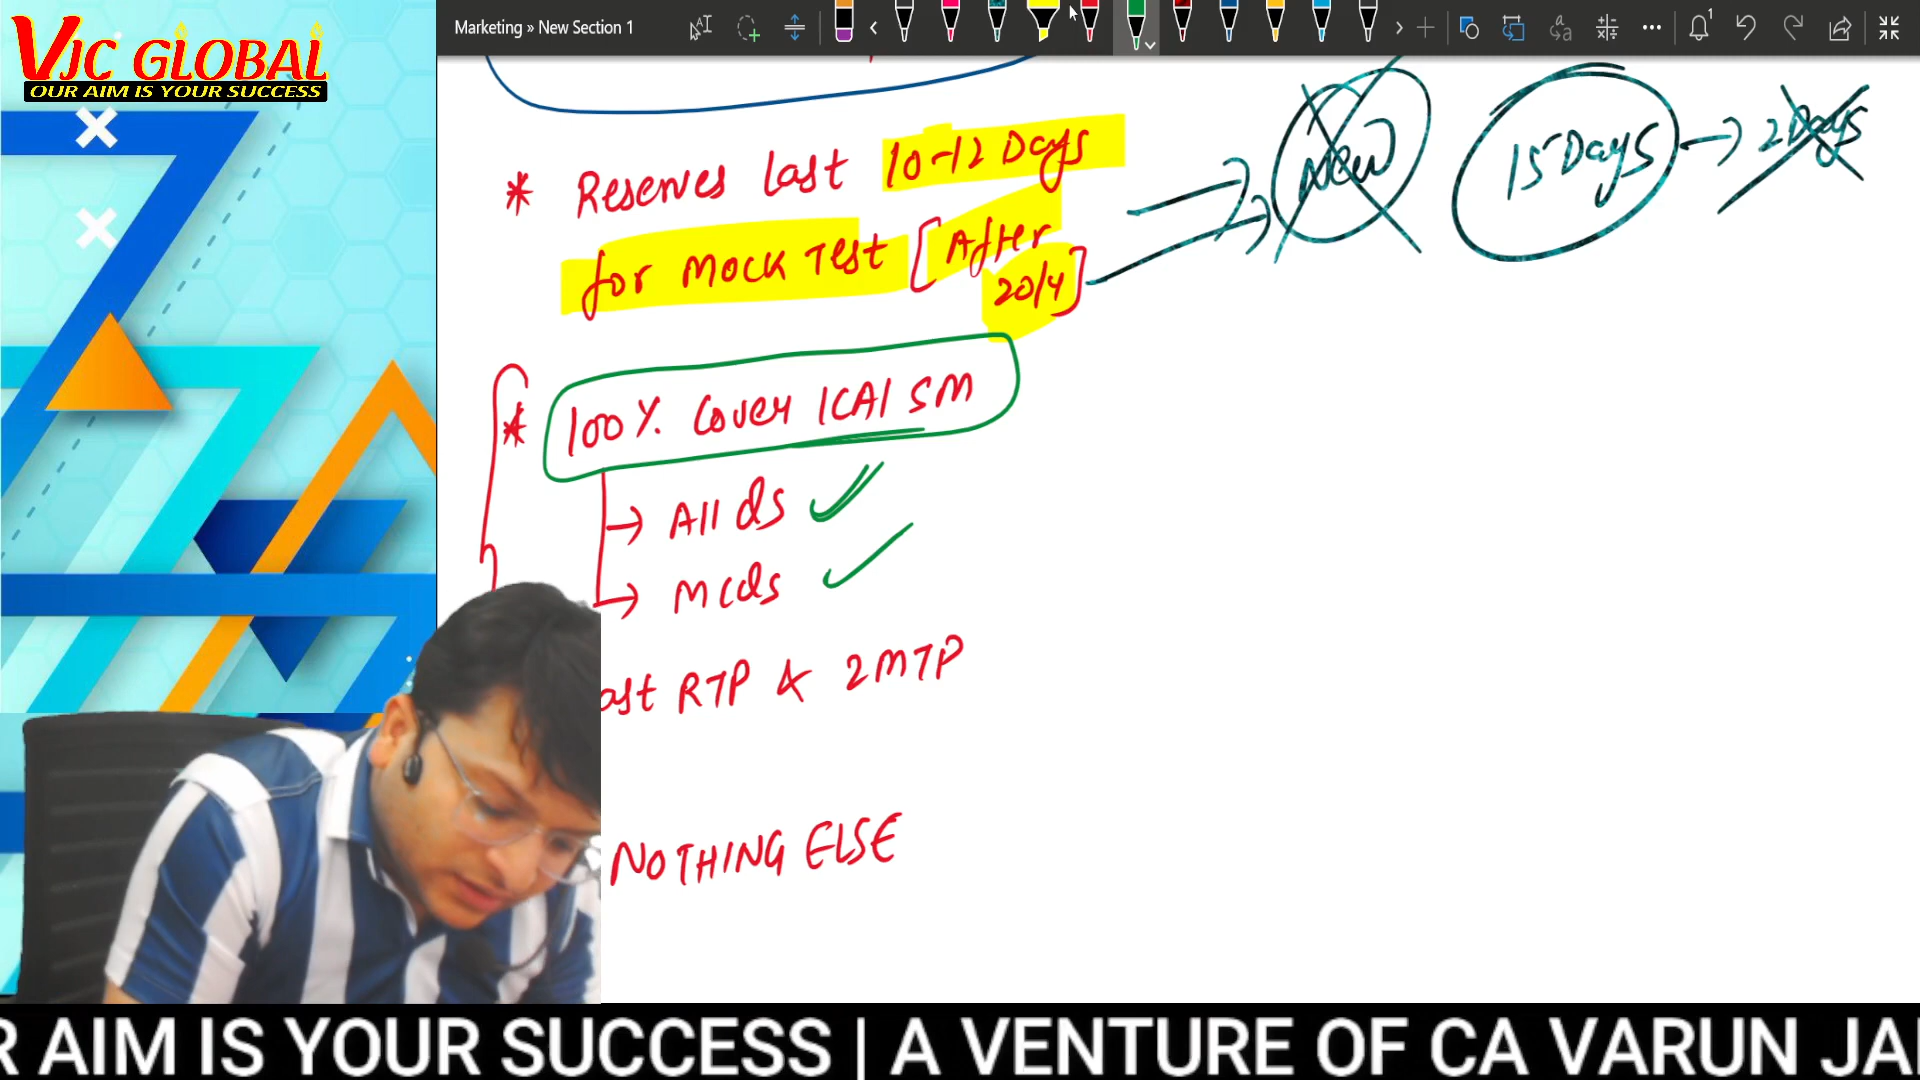 VJC GLOBAL
OUR AIM IS YOUR SUCCESS
Marketing » New Section 1
* Reserves last 10-12 Days
for Mock Test [After
20/4]
New
15 Days → 2 Days
* 100% Cover ICAI SM
→ All Qs
→ MCQs
ast RTP & 2 MTP
NOTHING ELSE
R AIM IS YOUR SUCCESS | A VENTURE OF CA VARUN JAI